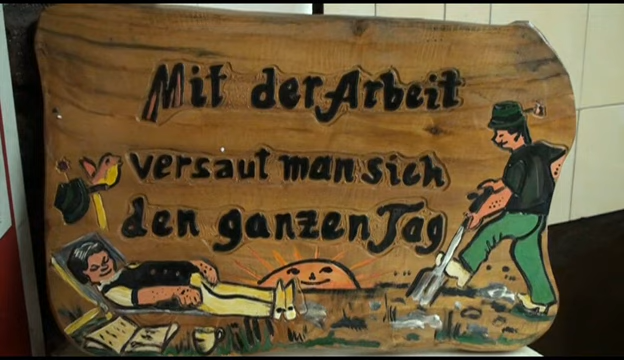 Mit der Arbeit
versaut man sich
den ganzen Tag